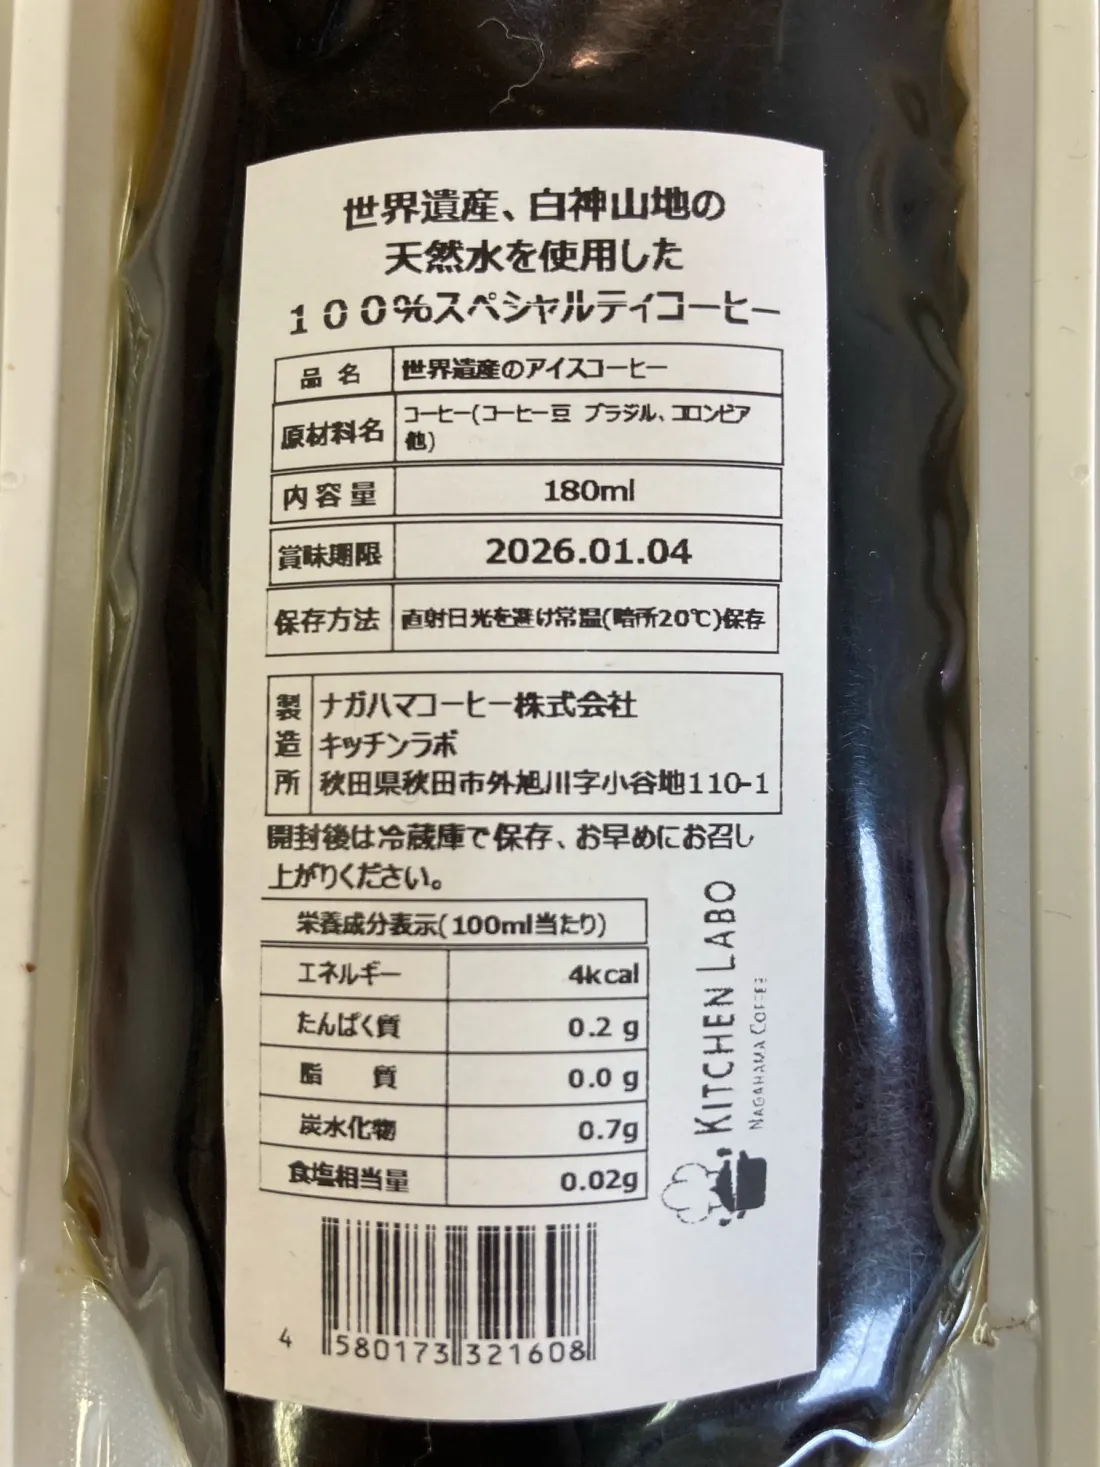 世界遺産、白神山地の
天然水を使用した
１００％スペシャルティコーヒー
品名 世界遺産のアイスコーヒー
原材料名 コーヒー(コーヒー豆 ブラジル、コロンビア
他)
内容量 180ml
賞味期限 2026.01.04
保存方法 直射日光を避け常温(暗所20℃)保存
製造所 ナガハマコーヒー株式会社
キッチンラボ
秋田県秋田市外旭川字小谷地110-1
開封後は冷蔵庫で保存、お早めにお召し
上がりください。
栄養成分表示(100ml当たり)
エネルギー 4kcal
たんぱく質 0.2 g
脂質 0.0 g
炭水化物 0.7g
食塩相当量 0.02g
KITCHEN LABO
NAGAHAMA COFFEE
4 580173 321608